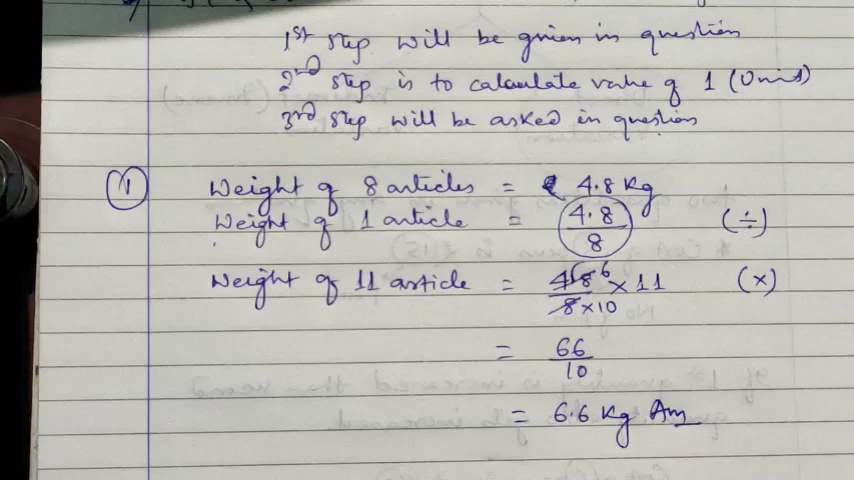 1st step will be given in question
2nd step is to calculate value of 1 (Unit)
3rd step will be asked in question
1 Weight of 8 articles = 4.8 Kg
Weight of 1 article = 4.8/8 (÷)
Weight of 11 article = 48 6/8×10 × 11 (×)
= 66/10
= 6.6 Kg Ans